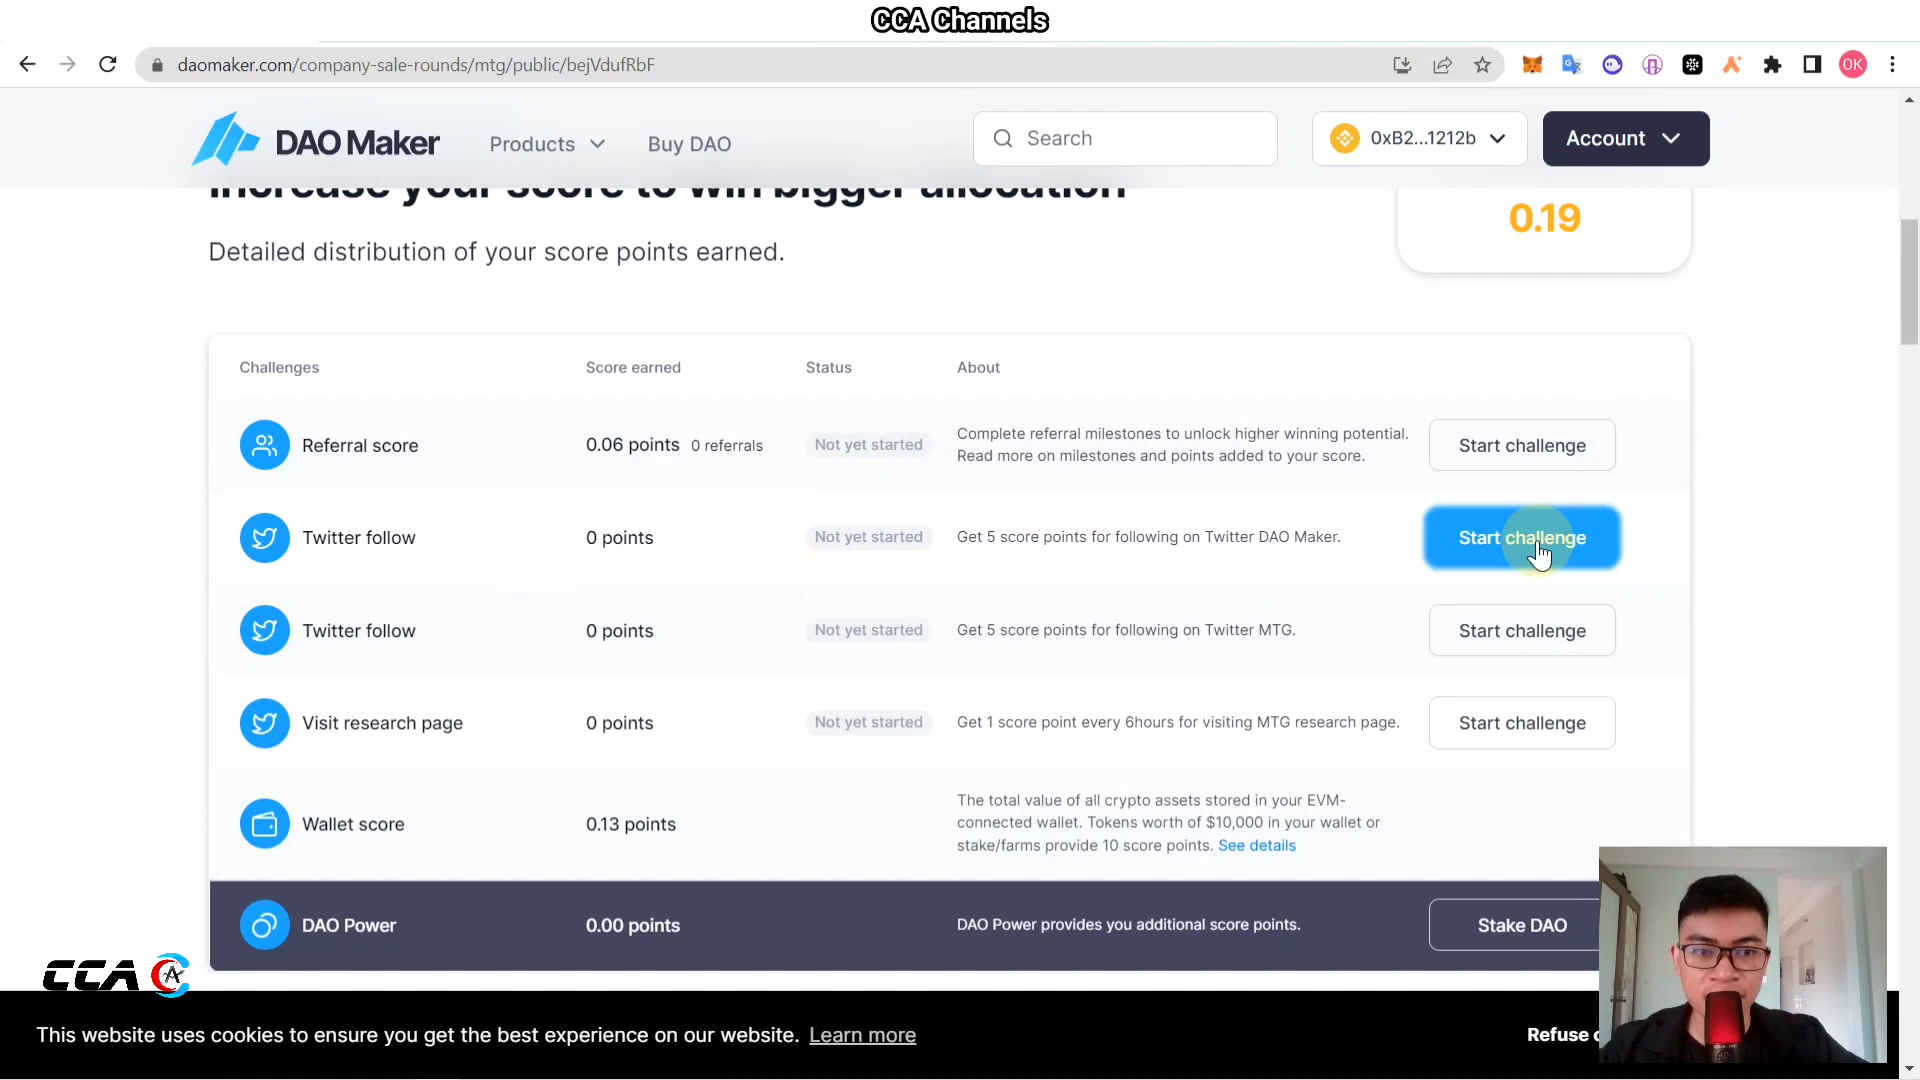 CCA Channels
daomaker.com/company-sale-rounds/mtg/public/bejVdufRbF
OK
DAO Maker
Products
Buy DAO
Search
0xB2...1212b
Account
Increase your score to win bigger allocation
0.19
Detailed distribution of your score points earned.
Challenges
Score earned
Status
About
Referral score
0.06 points 0 referrals
Not yet started
Complete referral milestones to unlock higher winning potential.
Read more on milestones and points added to your score.
Start challenge
Twitter follow
0 points
Not yet started
Get 5 score points for following on Twitter DAO Maker.
Start challenge
Twitter follow
0 points
Not yet started
Get 5 score points for following on Twitter MTG.
Start challenge
Visit research page
0 points
Not yet started
Get 1 score point every 6hours for visiting MTG research page.
Start challenge
Wallet score
0.13 points
The total value of all crypto assets stored in your EVM-
connected wallet. Tokens worth of $10,000 in your wallet or
stake/farms provide 10 score points. See details
DAO Power
0.00 points
DAO Power provides you additional score points.
Stake DAO
CCA
This website uses cookies to ensure you get the best experience on our website. Learn more
Refuse